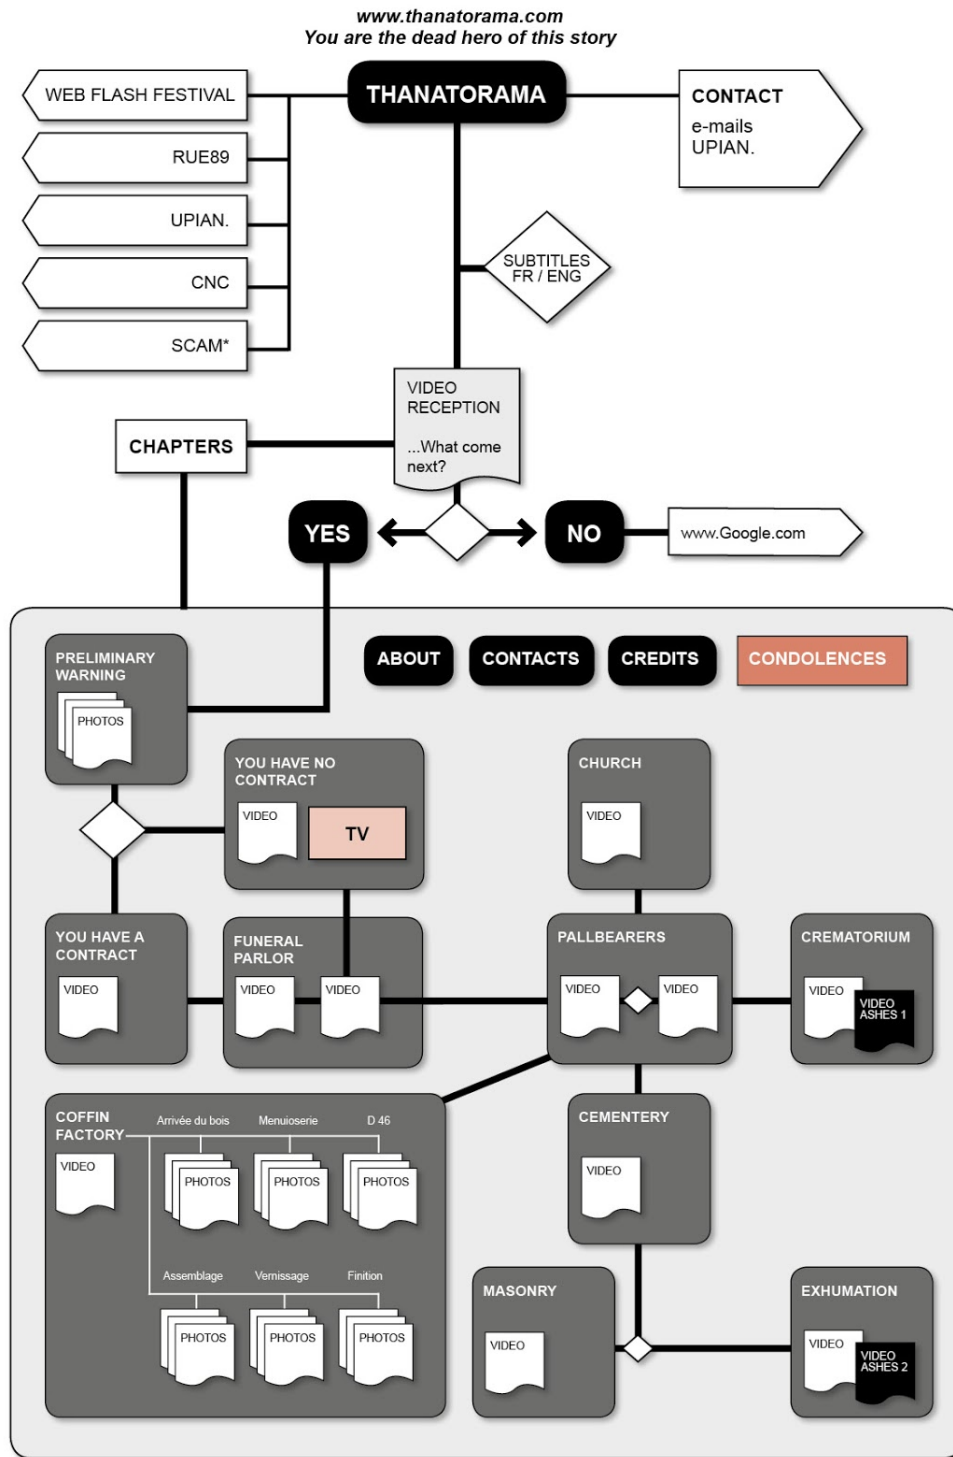 www.thanatorama.com
You are the dead hero of this story
THANATORAMA
WEB FLASH FESTIVAL
RUE89
UPIAN.
CNC
SCAM*
CONTACT
e-mails
UPIAN.
SUBTITLES
FR / ENG
VIDEO
RECEPTION
...What come
next?
CHAPTERS
YES
NO
www.Google.com
PRELIMINARY
WARNING
PHOTOS
ABOUT
CONTACTS
CREDITS
CONDOLENCES
YOU HAVE NO
CONTRACT
VIDEO
TV
CHURCH
VIDEO
YOU HAVE A
CONTRACT
VIDEO
FUNERAL
PARLOR
VIDEO
VIDEO
PALLBEARERS
VIDEO
VIDEO
CREMATORIUM
VIDEO
VIDEO
ASHES 1
COFFIN
FACTORY
VIDEO
Arrivée du bois
Menuioserie
D 46
PHOTOS
PHOTOS
PHOTOS
Assemblage
Vernissage
Finition
PHOTOS
PHOTOS
PHOTOS
CEMENTERY
VIDEO
MASONRY
VIDEO
EXHUMATION
VIDEO
VIDEO
ASHES 2